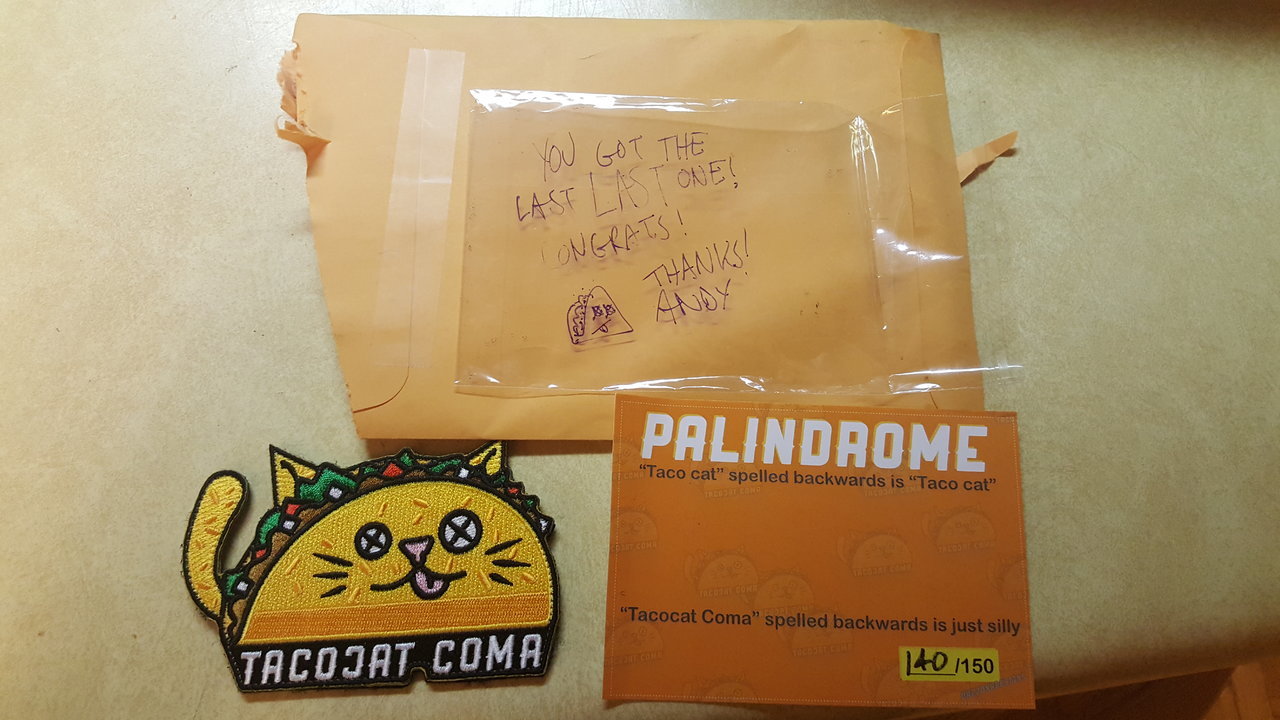 YOU GOT THE
LAST LAST ONE!
CONGRATS!
THANKS!
ANDY
PALINDROME
"Taco cat" spelled backwards is "Taco cat"
"Tacocat Coma" spelled backwards is just silly
140/150
TACOCAT COMA